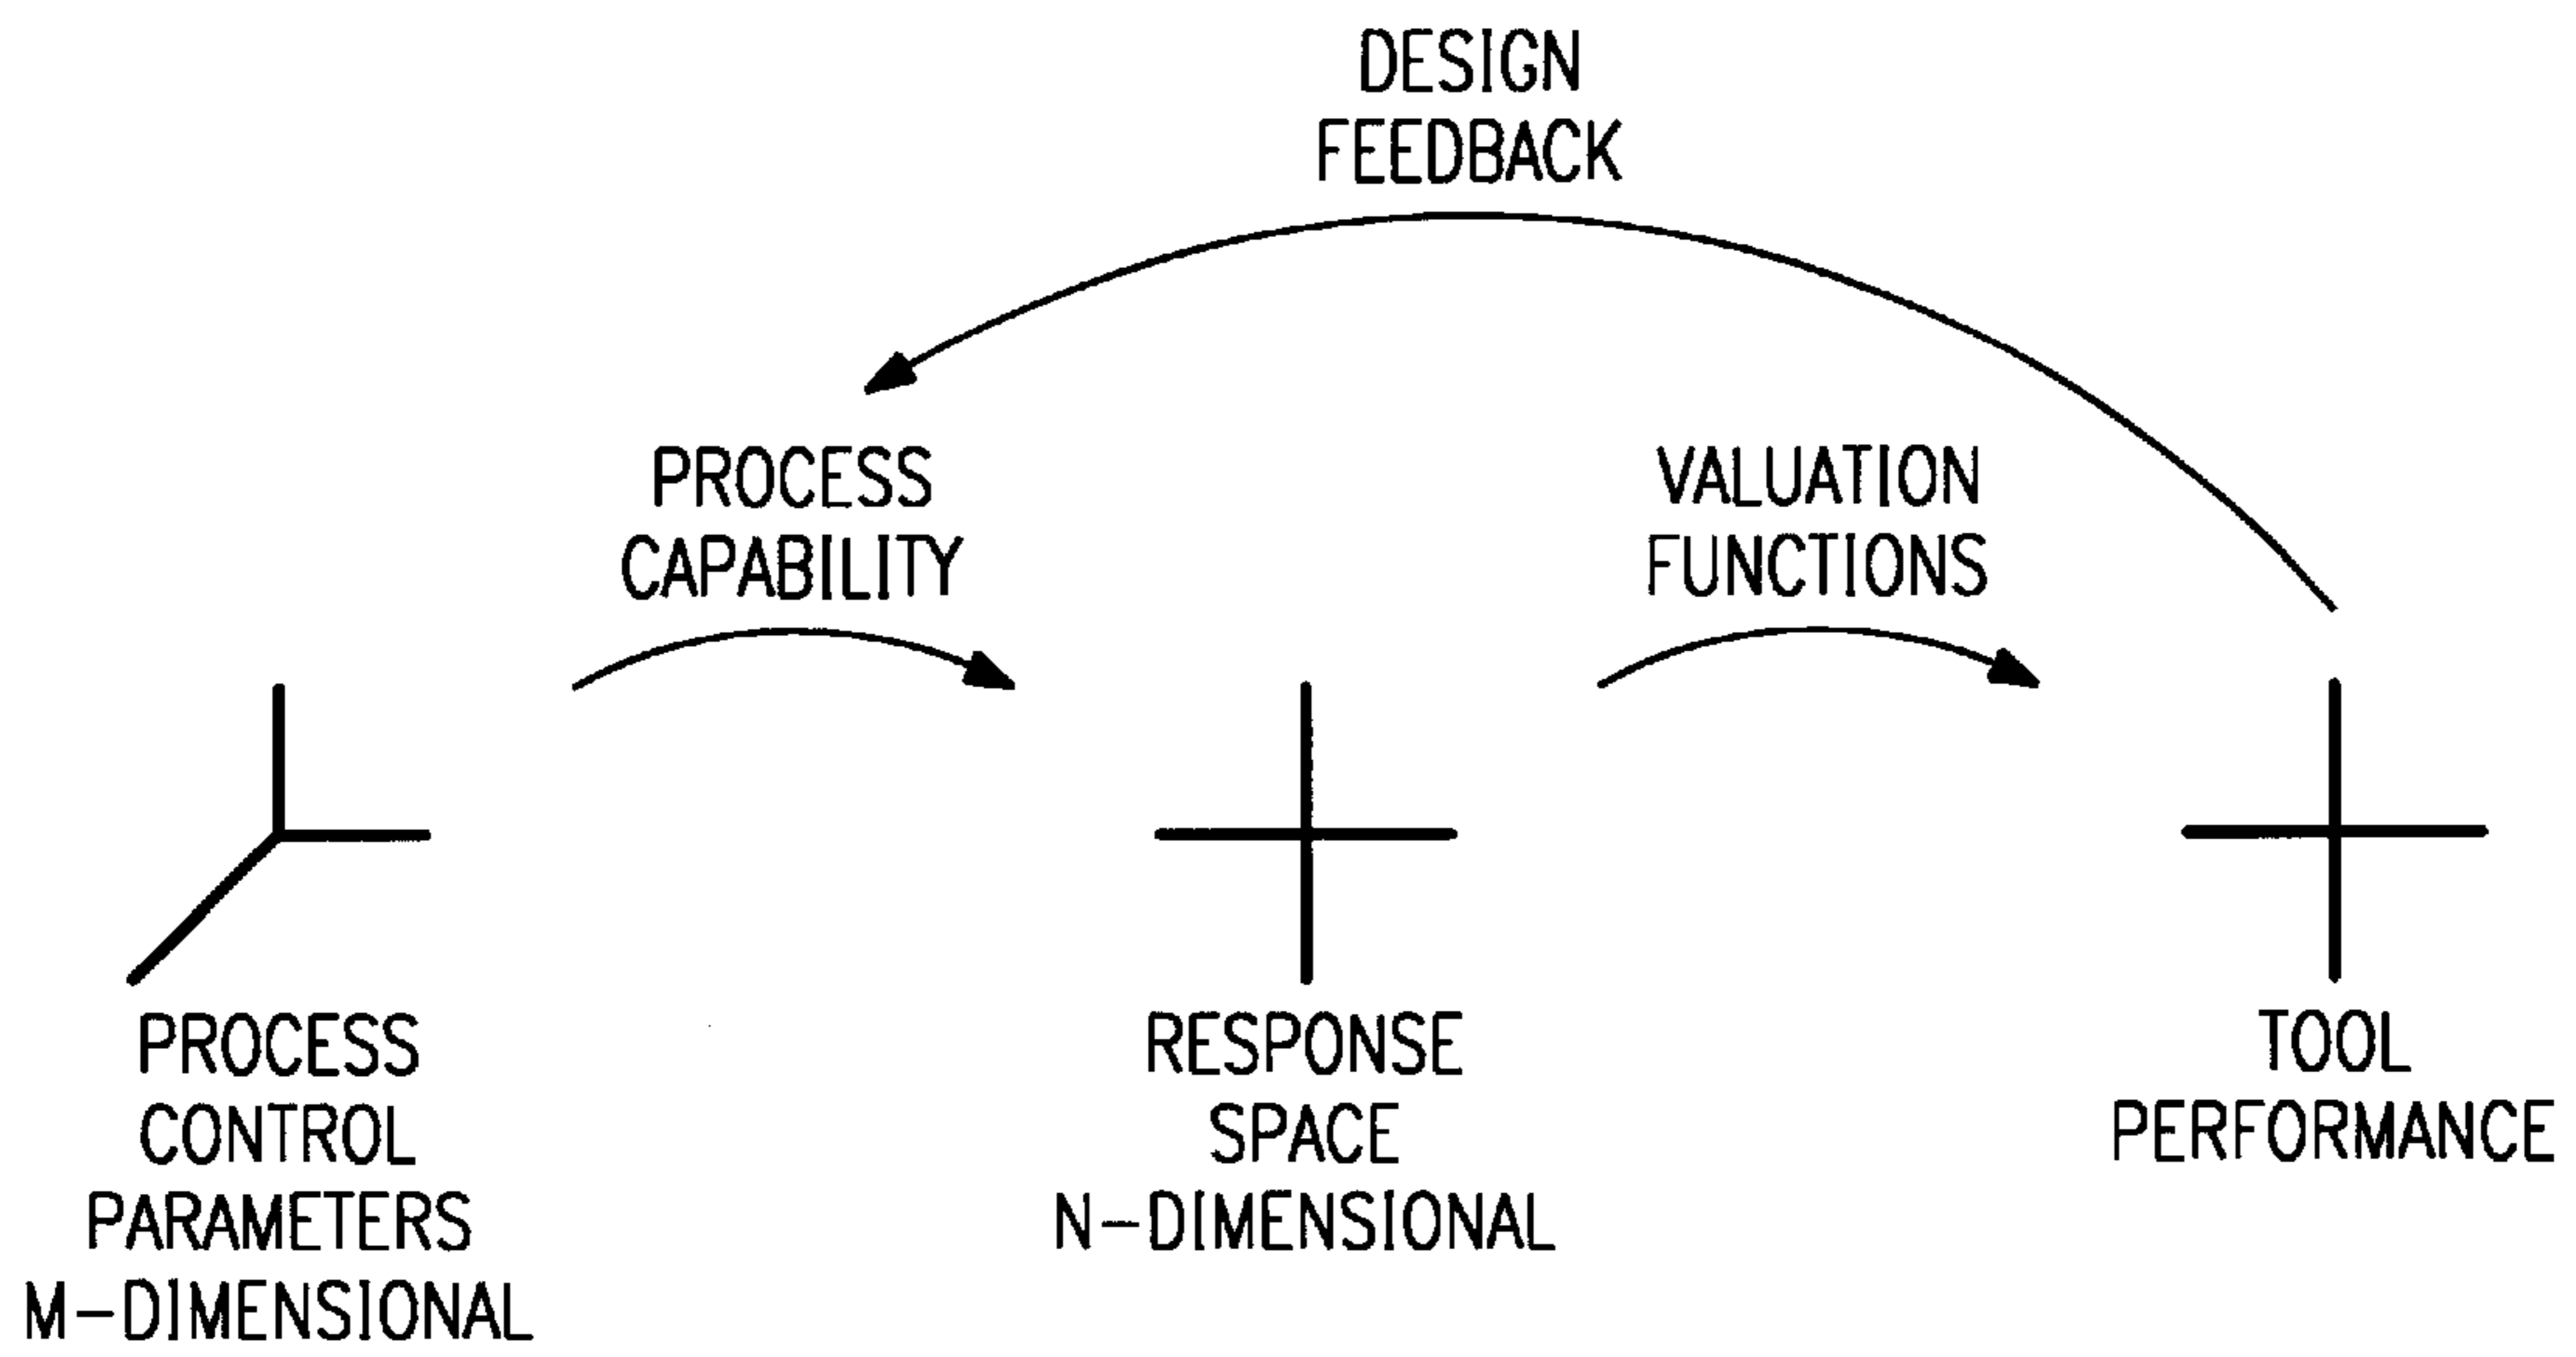 DESIGN
FEEDBACK
PROCESS
CAPABILITY
VALUATION
FUNCTIONS
PROCESS
CONTROL
PARAMETERS
M-DIMENSIONAL
RESPONSE
SPACE
N-DIMENSIONAL
TOOL
PERFORMANCE